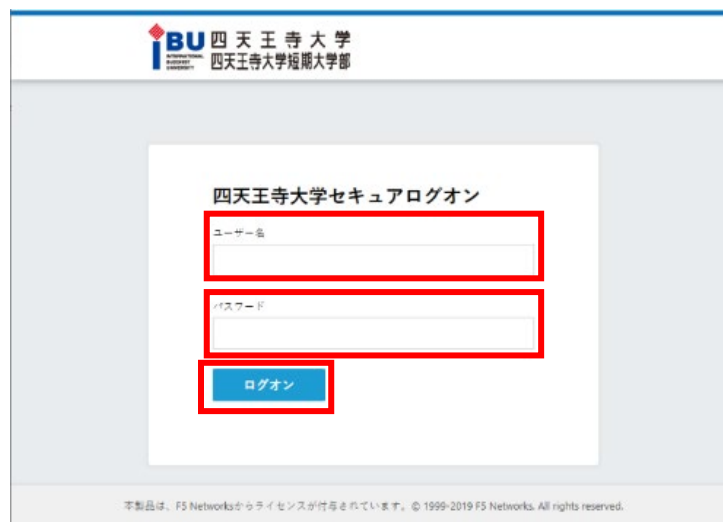 BU 四天王寺大学
INTERNATIONAL
BUDDHIST
UNIVERSITY
四天王寺大学短期大学部
四天王寺大学セキュアログオン
ユーザー名
パスワード
ログオン
本製品は、F5 Networksからライセンスが付与されています。© 1999-2019 F5 Networks. All rights reserved.